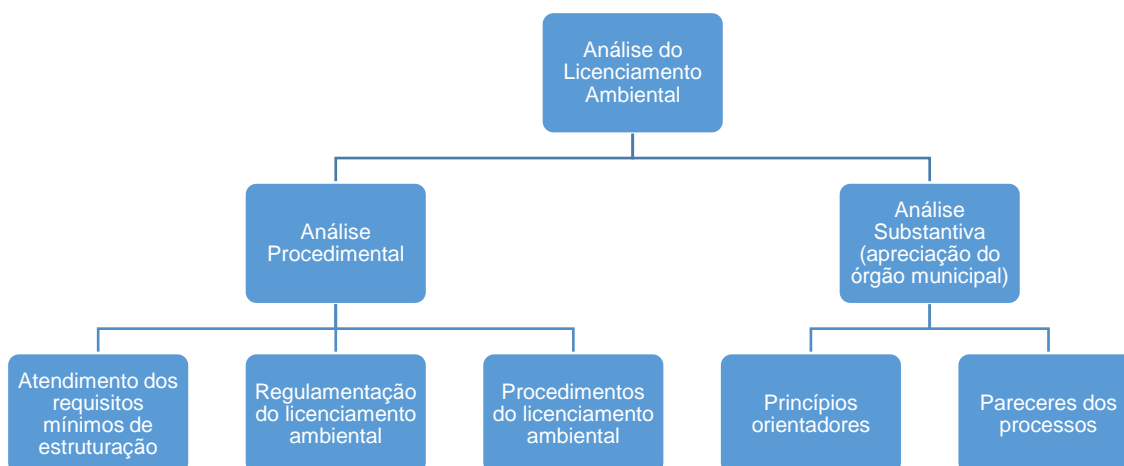 Análise do
Licenciamento
Ambiental
Análise
Procedimental
Análise
Substantiva
(apreciação do
órgão municipal)
Atendimento dos
requisitos
mínimos de
estruturação
Regulamentação
do licenciamento
ambiental
Procedimentos
do licenciamento
ambiental
Princípios
orientadores
Pareceres dos
processos